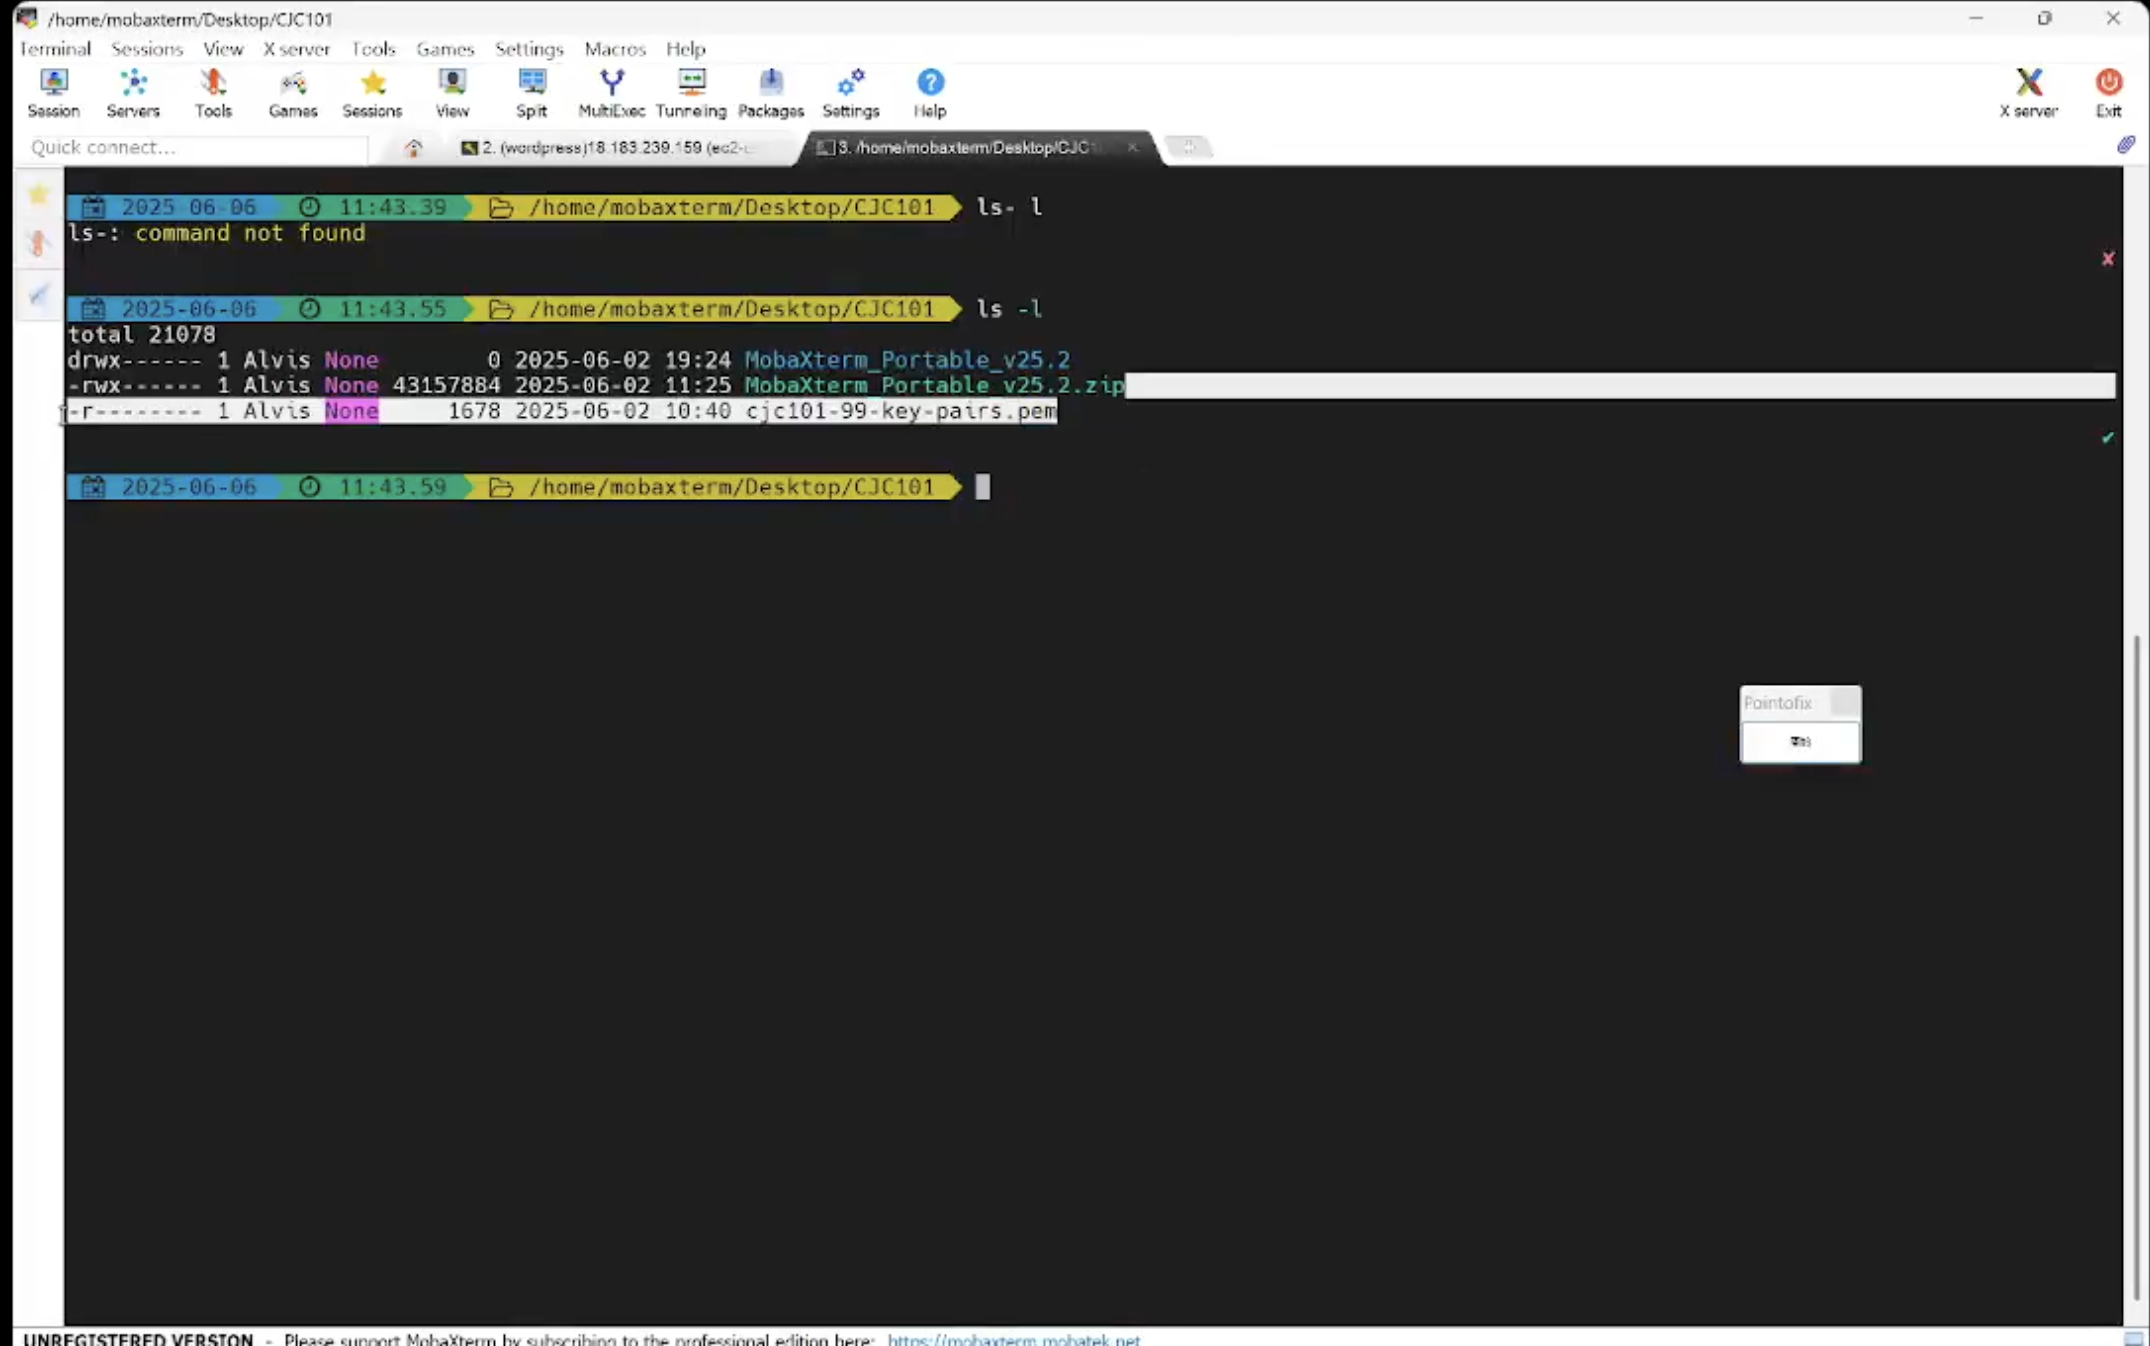 /home/mobaxterm/Desktop/CJC101
Terminal Sessions View X server Tools Games Settings Macros Help
Session Servers Tools Games Sessions View Split MultiExec Tunneling Packages Settings Help X server Exit
Quick connect... 2. (wordpress)18.183.239.159 (ec2- 3. /home/mobaxterm/Desktop/CJC
2025 06-06 11:43.39 /home/mobaxterm/Desktop/CJC101 ls- l
ls-: command not found
2025-06-06 11:43.55 /home/mobaxterm/Desktop/CJC101 ls -l
total 21078
drwx------ 1 Alvis None 0 2025-06-02 19:24 MobaXterm_Portable_v25.2
-rwx------ 1 Alvis None 43157884 2025-06-02 11:25 MobaXterm_Portable_v25.2.zip
-r-------- 1 Alvis None 1678 2025-06-02 10:40 cjc101-99-key-pairs.pem
2025-06-06 11:43.59 /home/mobaxterm/Desktop/CJC101
Pointofix
UNREGISTERED VERSION - Please support MobaXterm by subscribing to the professional edition here: https://mobaxterm.mobatek.net